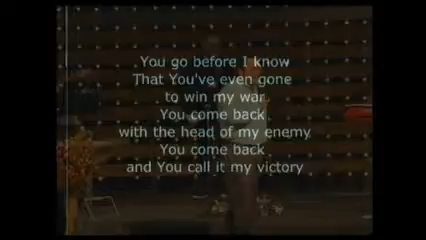 You go before I know
That You've even gone
to win my war
You come back
with the head of my enemy
You come back
and You call it my victory